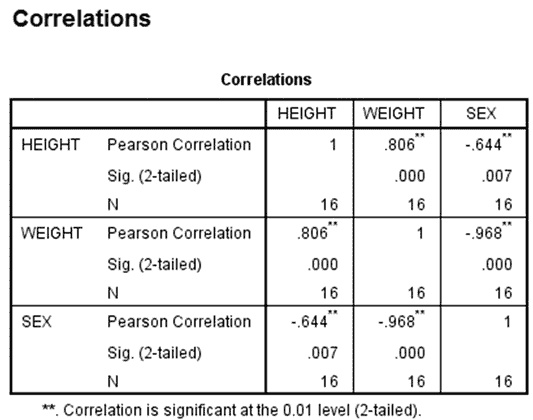 Correlations
Correlations
HEIGHT WEIGHT SEX
HEIGHT Pearson Correlation 1 .806** -.644**
Sig. (2-tailed) .000 .007
N 16 16 16
WEIGHT Pearson Correlation .806** 1 -.968**
Sig. (2-tailed) .000 .000
N 16 16 16
SEX Pearson Correlation -.644** -.968** 1
Sig. (2-tailed) .007 .000
N 16 16 16
**. Correlation is significant at the 0.01 level (2-tailed).